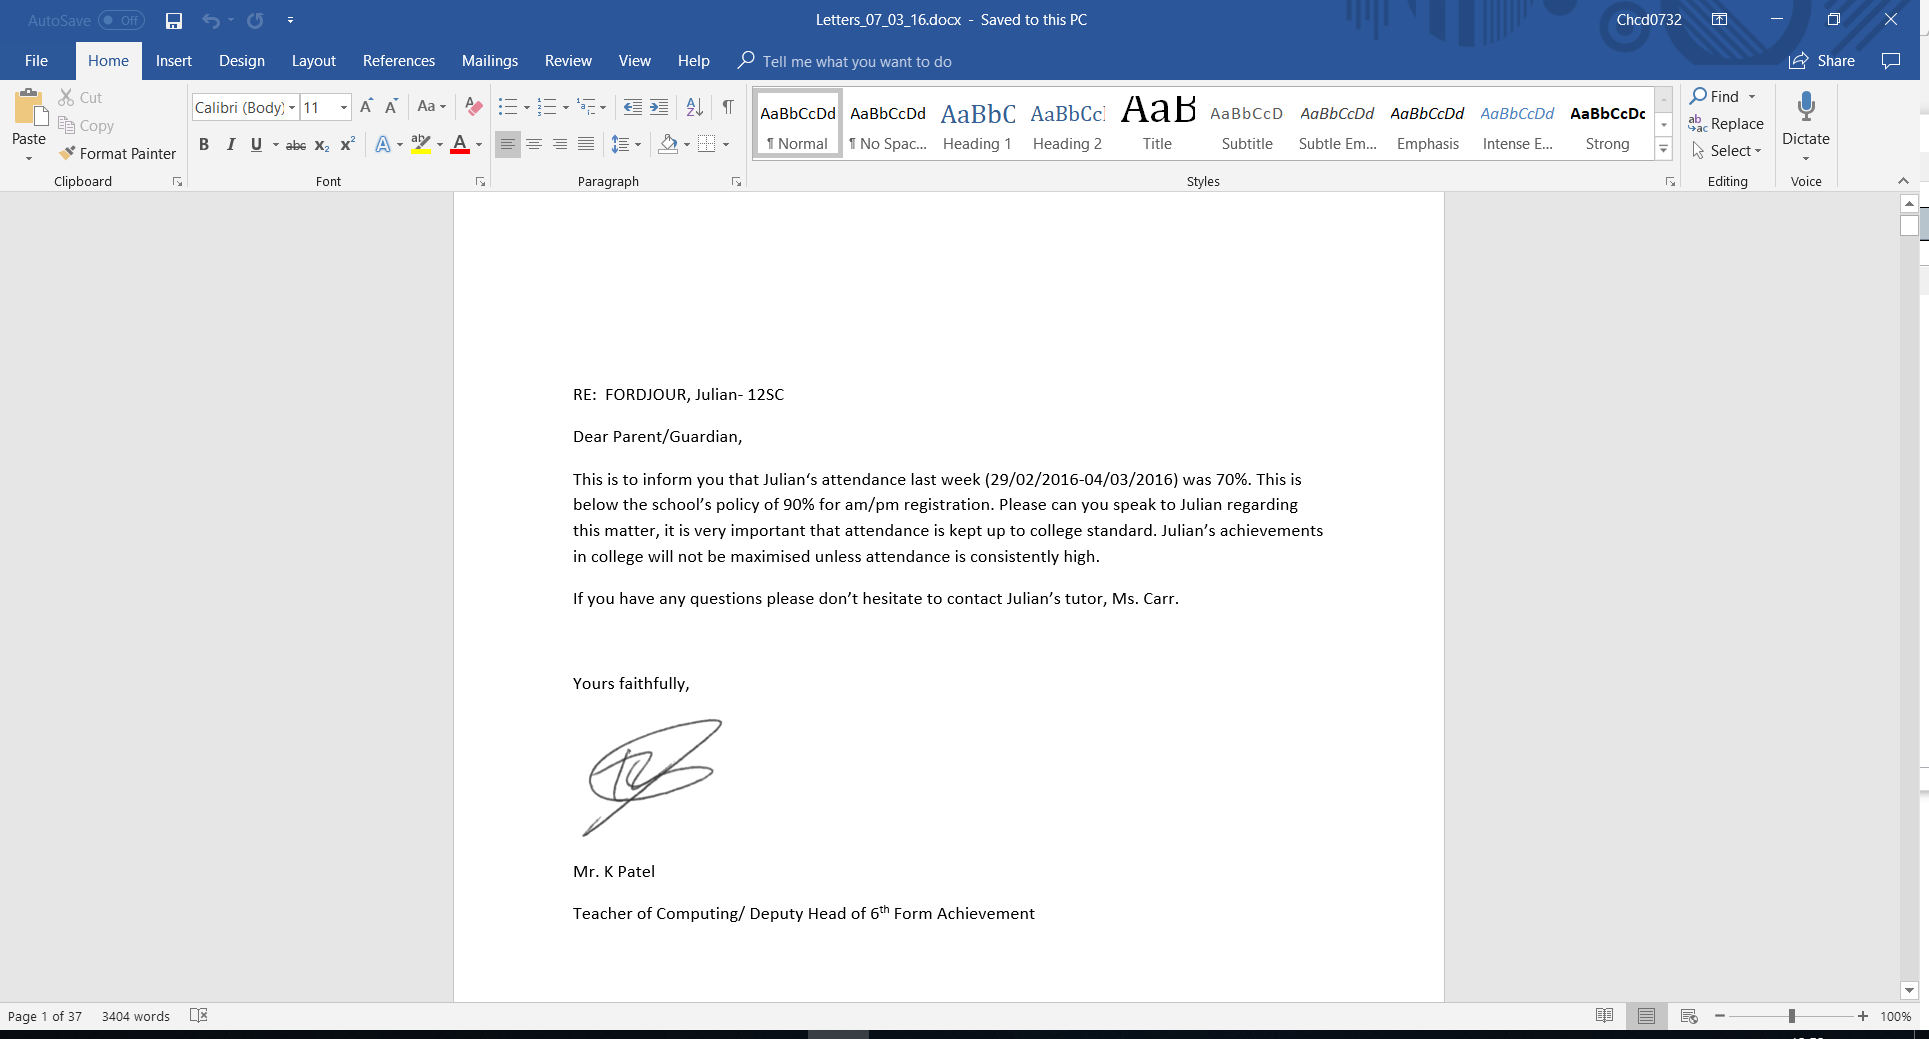 AutoSave Off
Letters_07_03_16.docx - Saved to this PC
Chcd0732
File Home Insert Design Layout References Mailings Review View Help Tell me what you want to do
Share
Paste
Cut
Copy
Format Painter
Clipboard
Calibri (Body) 11
Font
Paragraph
AaBbCcDd AaBbCcDd AaBbC AaBbCc AaB AaBbCcD AaBbCcDd AaBbCcDd AaBbCcDd AaBbCcDc
¶ Normal ¶ No Spac... Heading 1 Heading 2 Title Subtitle Subtle Em... Emphasis Intense E... Strong
Styles
Find
Replace
Select
Editing
Dictate
Voice
RE: FORDJOUR, Julian- 12SC
Dear Parent/Guardian,
This is to inform you that Julian‘s attendance last week (29/02/2016-04/03/2016) was 70%. This is
below the school’s policy of 90% for am/pm registration. Please can you speak to Julian regarding
this matter, it is very important that attendance is kept up to college standard. Julian’s achievements
in college will not be maximised unless attendance is consistently high.
If you have any questions please don’t hesitate to contact Julian’s tutor, Ms. Carr.
Yours faithfully,
Mr. K Patel
Teacher of Computing/ Deputy Head of 6th Form Achievement
Page 1 of 37 3404 words
100%